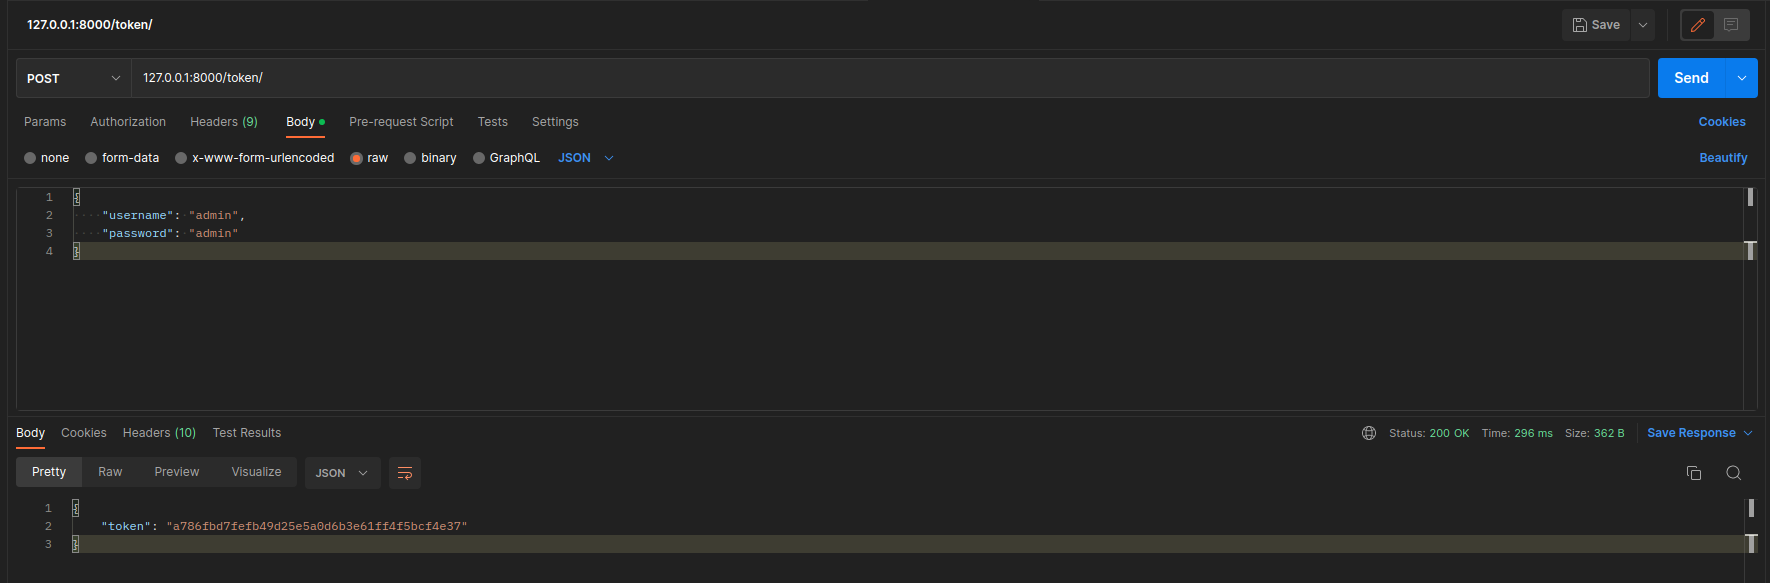 127.0.0.1:8000/token/
Save
POST 127.0.0.1:8000/token/ Send
Params Authorization Headers (9) Body Pre-request Script Tests Settings Cookies
none form-data x-www-form-urlencoded raw binary GraphQL JSON Beautify
1 {
2 "username": "admin",
3 "password": "admin"
4 }
Body Cookies Headers (10) Test Results Status: 200 OK Time: 296 ms Size: 362 B Save Response
Pretty Raw Preview Visualize JSON
1 {
2 "token": "a786fbd7fefb49d25e5a0d6b3e61ff4f5bcf4e37"
3 }